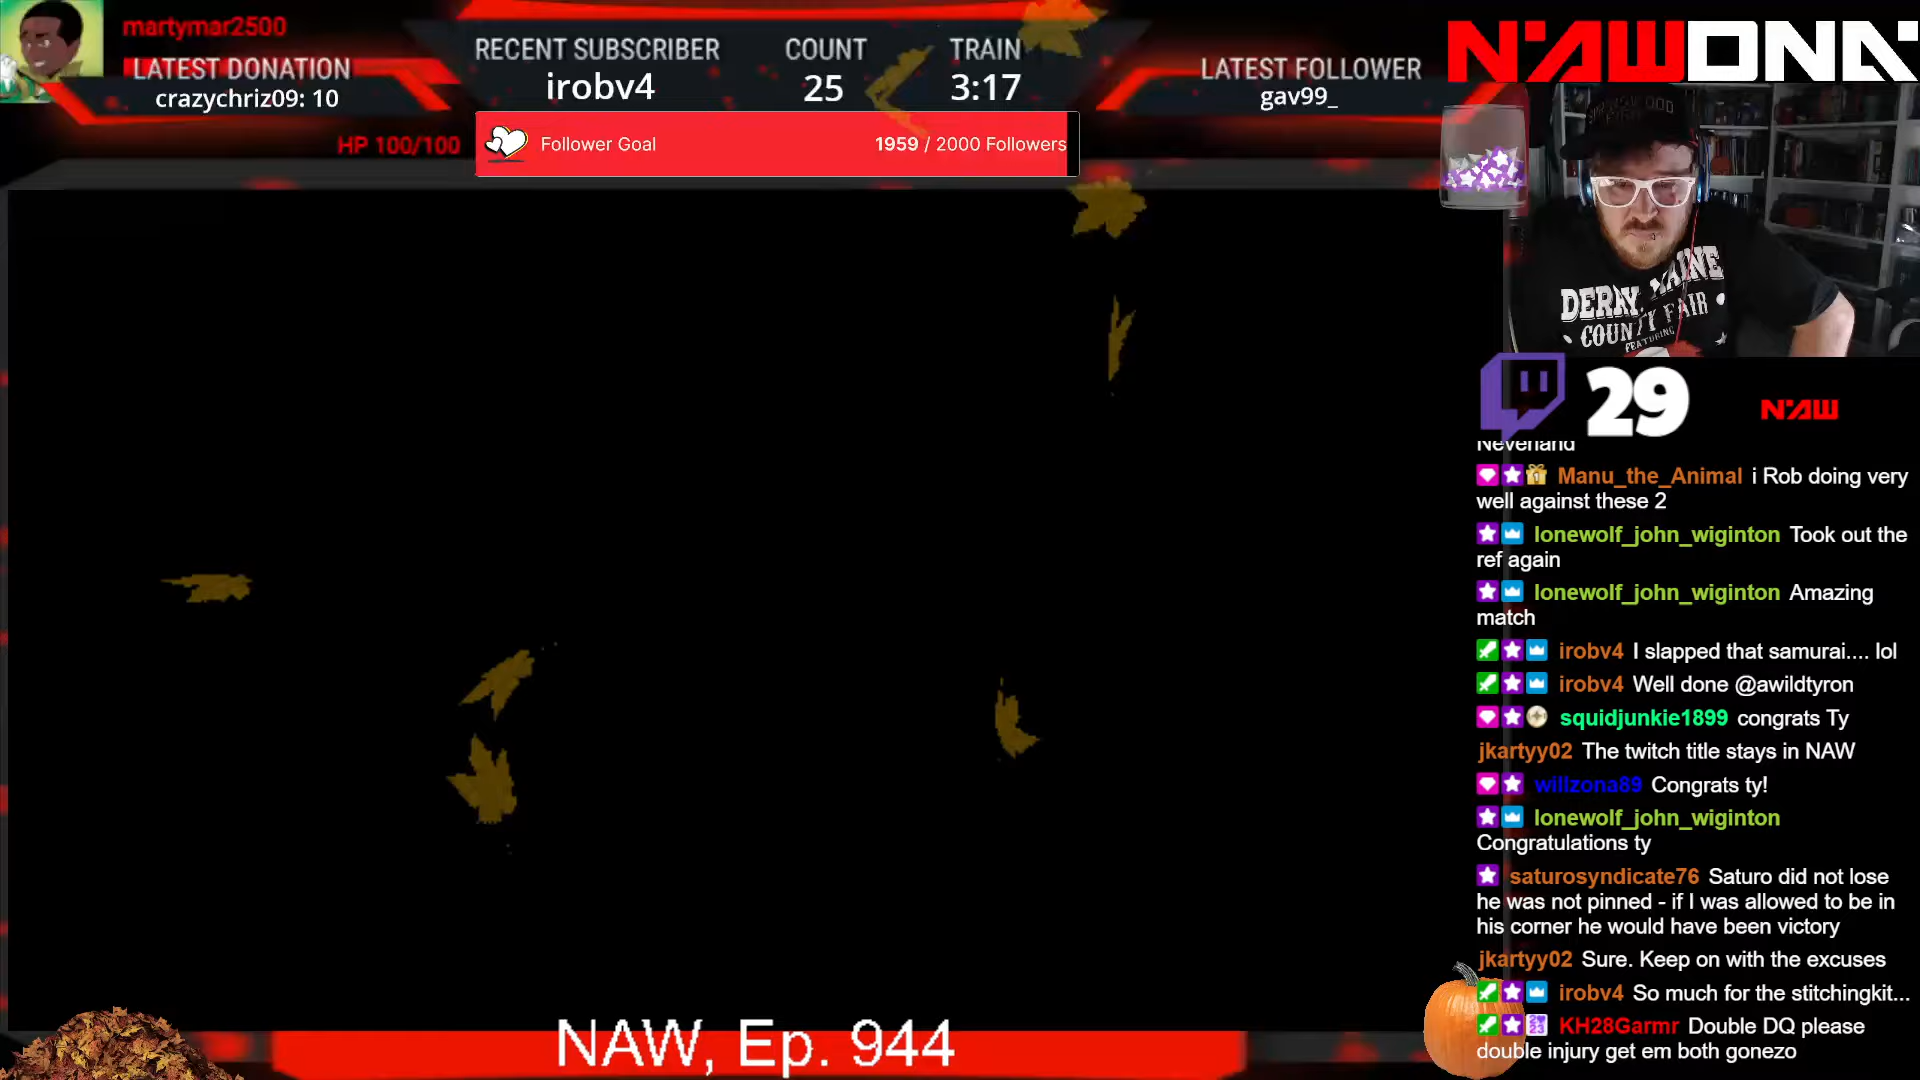 martymar2500
LATEST DONATION
crazychriz09: 10
HP 100/100
RECENT SUBSCRIBER
irobv4
COUNT
25
TRAIN
3:17
Follower Goal
1959 / 2000 Followers
LATEST FOLLOWER
gav99_
NAWDNA
DERRY, MAINE
COUNTY FAIR
FEATURING
29
NAW
Neverland
Manu_the_Animal i Rob doing very
well against these 2
lonewolf_john_wiginton Took out the
ref again
lonewolf_john_wiginton Amazing
match
irobv4 I slapped that samurai.... lol
irobv4 Well done @awildtyron
squidjunkie1899 congrats Ty
jkartyy02 The twitch title stays in NAW
willzona89 Congrats ty!
lonewolf_john_wiginton
Congratulations ty
saturosyndicate76 Saturo did not lose
he was not pinned - if I was allowed to be in
his corner he would have been victory
jkartyy02 Sure. Keep on with the excuses
irobv4 So much for the stitchingkit...
KH28Garmr Double DQ please
double injury get em both gonezo
NAW, Ep. 944